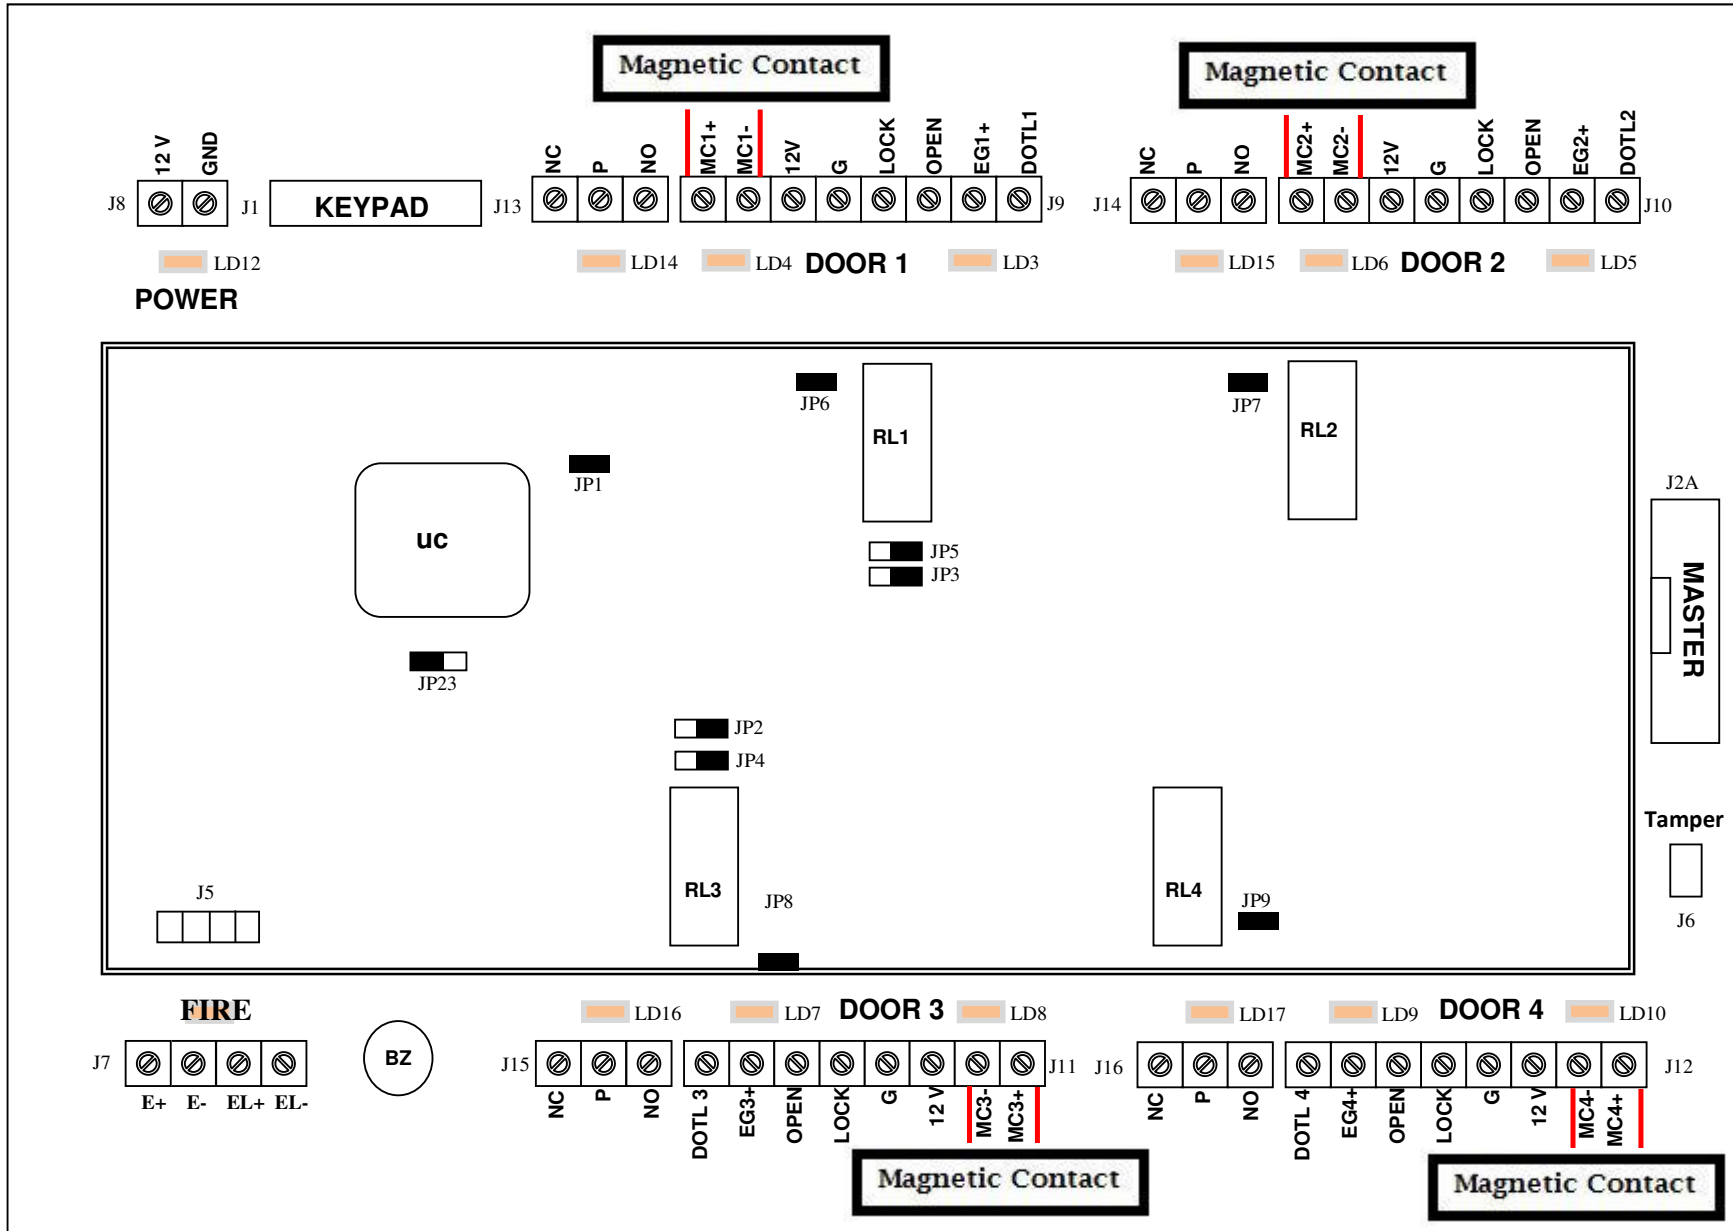 Magnetic Contact
Magnetic Contact
12 V
GND
NC
P
NO
MC1+
MC1-
12V
G
LOCK
OPEN
EG1+
DOTL1
NC
P
NO
MC2+
MC2-
12V
G
LOCK
OPEN
EG2+
DOTL2
J8
J1
KEYPAD
J13
J9
J14
J10
LD12
LD14
LD4
DOOR 1
LD3
LD15
LD6
DOOR 2
LD5
POWER
JP6
RL1
JP7
RL2
JP1
uc
J2A
MASTER
JP5
JP3
JP23
JP2
JP4
RL3
JP8
RL4
JP9
Tamper
J6
J5
FIRE
LD16
LD7
DOOR 3
LD8
LD17
LD9
DOOR 4
LD10
J7
BZ
J15
J11
J16
J12
E+
E-
EL+
EL-
NC
P
NO
DOTL 3
EG3+
OPEN
LOCK
G
12 V
MC3-
MC3+
NC
P
NO
DOTL 4
EG4+
OPEN
LOCK
G
12 V
MC4-
MC4+
Magnetic Contact
Magnetic Contact